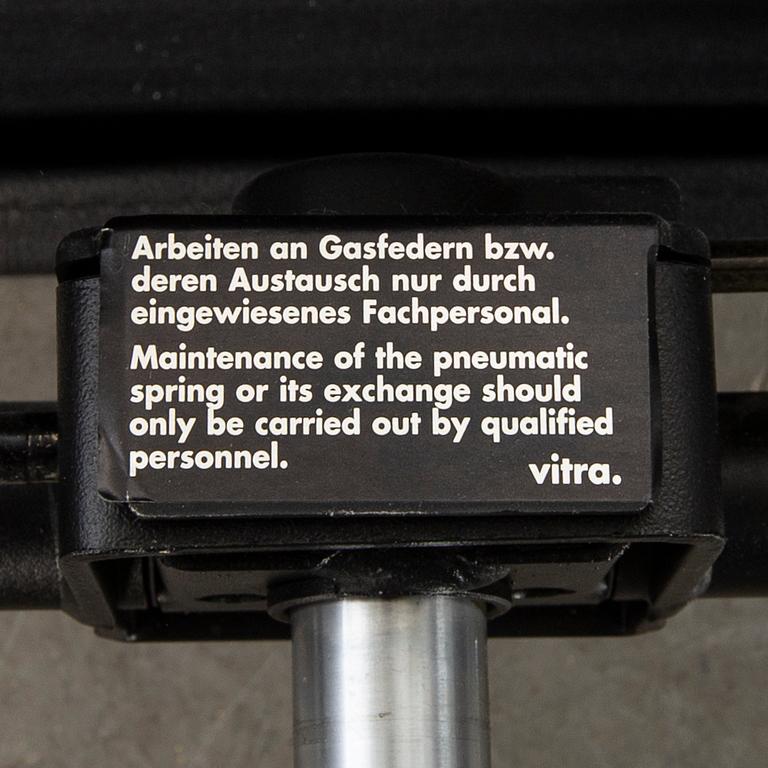 Arbeiten an Gasfedern bzw.
deren Austausch nur durch
eingewiesenes Fachpersonal.
Maintenance of the pneumatic
spring or its exchange should
only be carried out by qualified
personnel.
vitra.